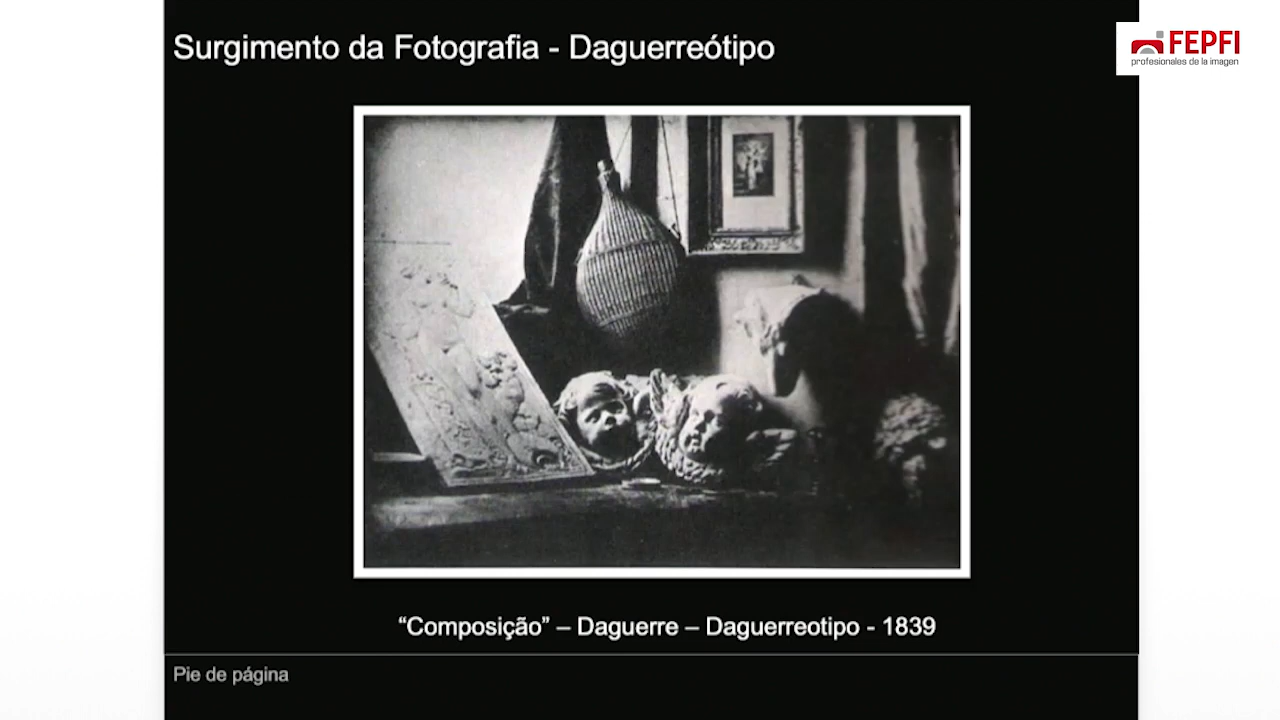 Surgimento da Fotografia - Daguerreótipo
FEPFI
profesionales de la imagen
“Composição” – Daguerre – Daguerreotipo - 1839
Pie de página